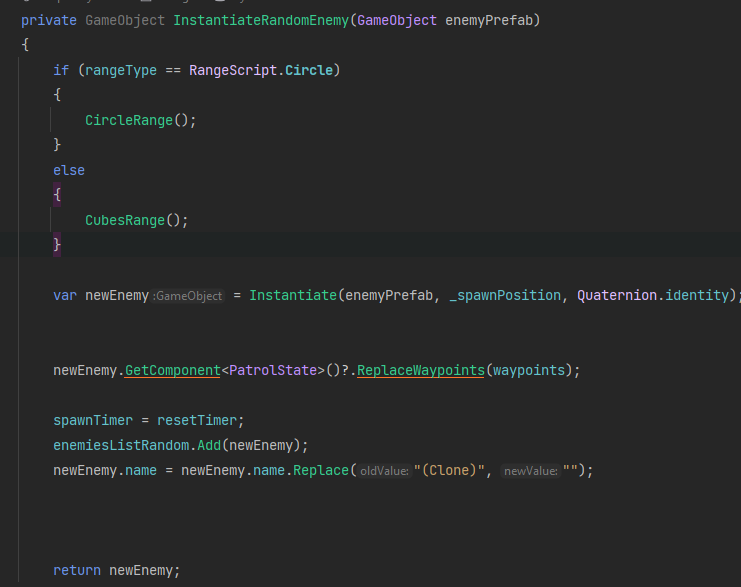 private GameObject InstantiateRandomEnemy(GameObject enemyPrefab)
{
if (rangeType == RangeScript.Circle)
{
CircleRange();
}
else
{
CubesRange();
}
var newEnemy :GameObject = Instantiate(enemyPrefab, _spawnPosition, Quaternion.identity);
newEnemy.GetComponent<PatrolState>()?.ReplaceWaypoints(waypoints);
spawnTimer = resetTimer;
enemiesListRandom.Add(newEnemy);
newEnemy.name = newEnemy.name.Replace( oldValue: "(Clone)", newValue: "");
return newEnemy;